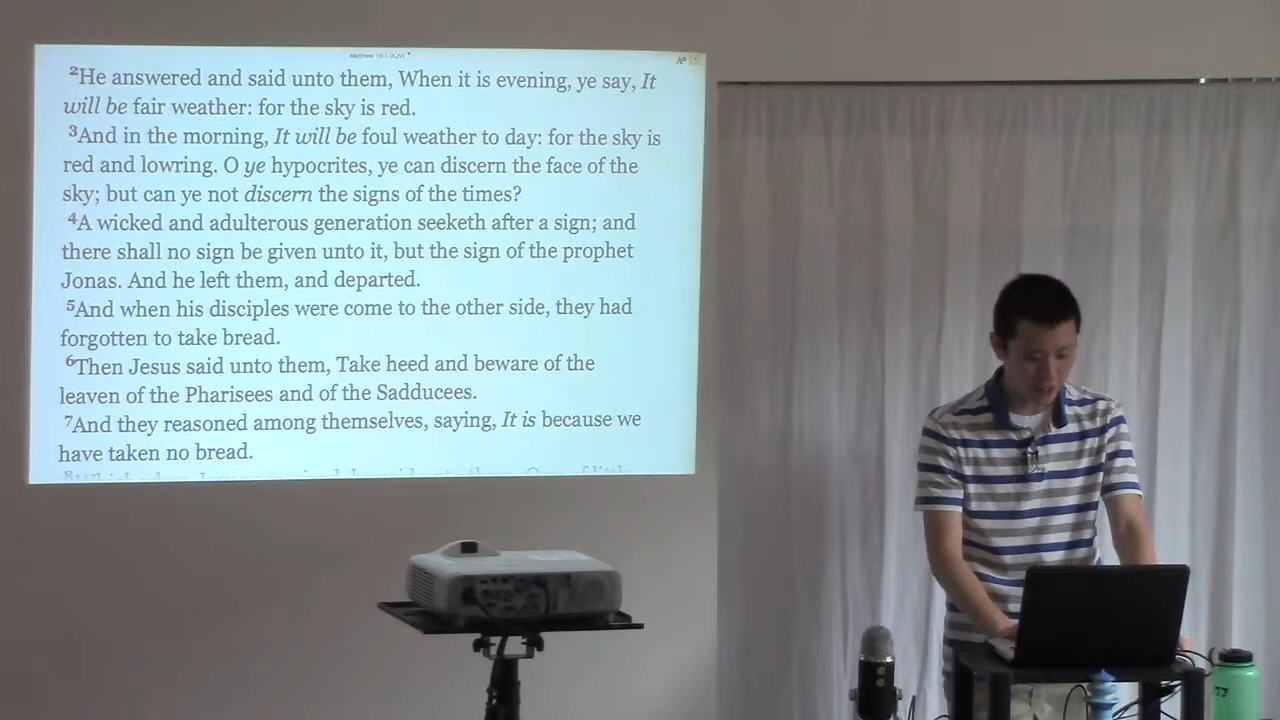 Matthew 16:1 (KJV)
²He answered and said unto them, When it is evening, ye say, It
will be fair weather: for the sky is red.
³And in the morning, It will be foul weather to day: for the sky is
red and lowring. O ye hypocrites, ye can discern the face of the
sky; but can ye not discern the signs of the times?
⁴A wicked and adulterous generation seeketh after a sign; and
there shall no sign be given unto it, but the sign of the prophet
Jonas. And he left them, and departed.
⁵And when his disciples were come to the other side, they had
forgotten to take bread.
⁶Then Jesus said unto them, Take heed and beware of the
leaven of the Pharisees and of the Sadducees.
⁷And they reasoned among themselves, saying, It is because we
have taken no bread.